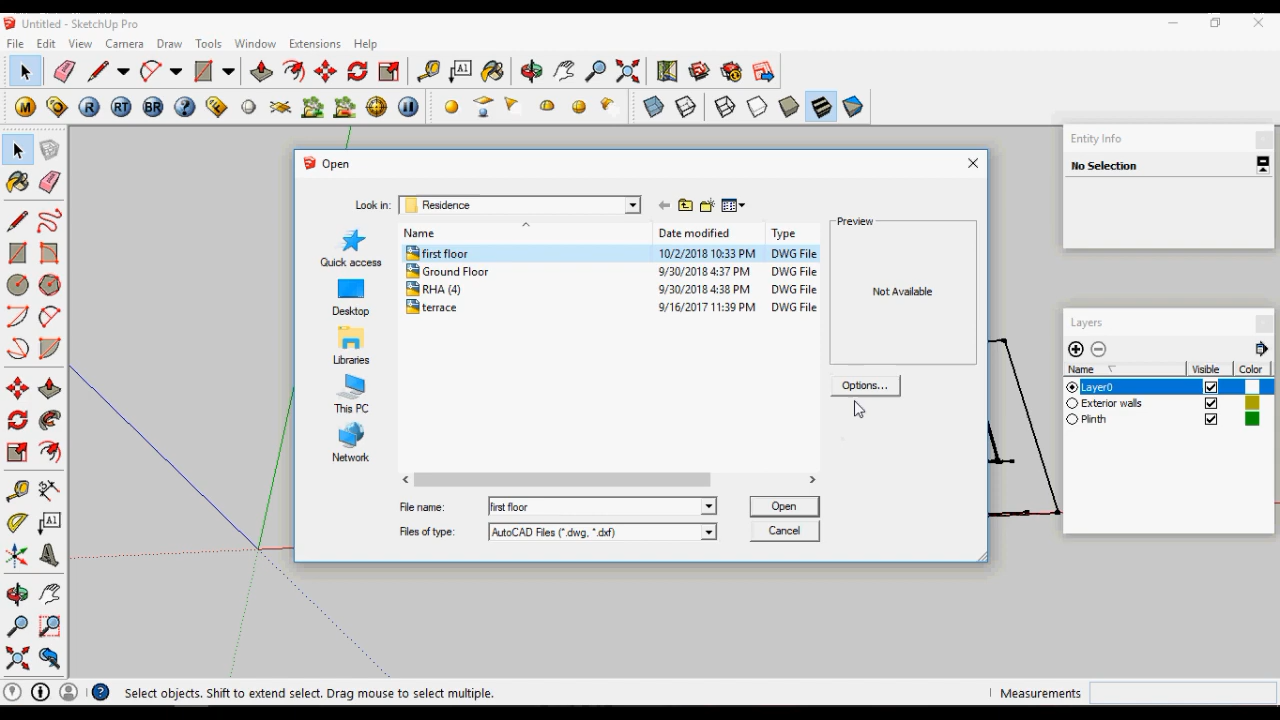 Untitled - SketchUp Pro
File Edit View Camera Draw Tools Window Extensions Help
A1
M R RT BR ?
Entity Info
No Selection
Open
Look in: Residence
Name Date modified Type
first floor 10/2/2018 10:33 PM DWG File
Ground Floor 9/30/2018 4:37 PM DWG File
RHA (4) 9/30/2018 4:38 PM DWG File
terrace 9/16/2017 11:39 PM DWG File
Quick access
Desktop
Libraries
This PC
Network
Preview
Not Available
Options...
File name: first floor
Open
Files of type: AutoCAD Files (*.dwg, *.dxf)
Cancel
Layers
Name Visible Color
Layer0
Exterior walls
Plinth
A1
Select objects. Shift to extend select. Drag mouse to select multiple.
Measurements